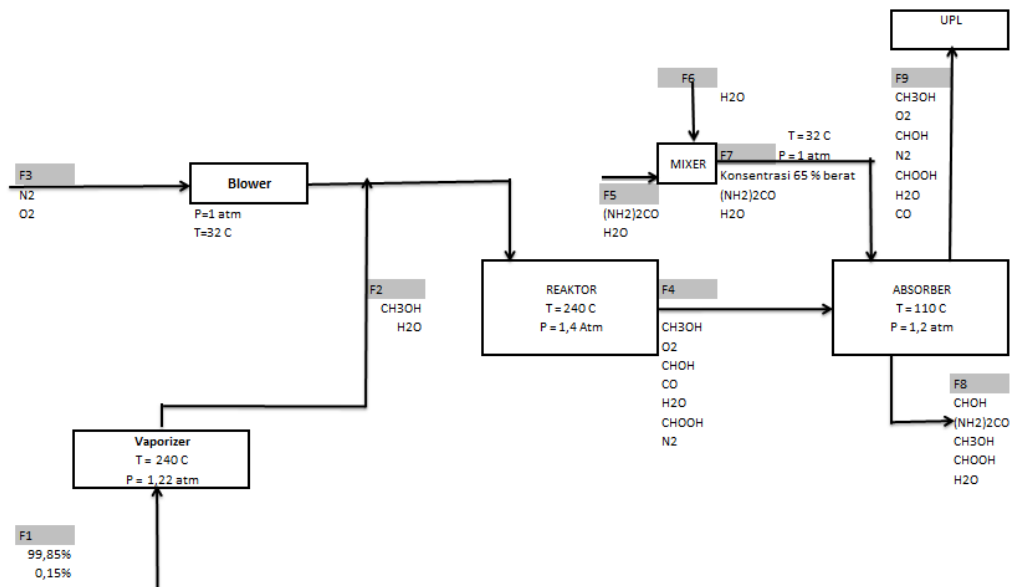 UPL
F9
CH3OH
O2
CHOH
N2
CHOOH
H2O
CO
F6
H2O
MIXER
T = 32 C
F7
P = 1 atm
Konsentrasi 65 % berat
(NH2)2CO
H2O
F5
(NH2)2CO
H2O
F3
N2
O2
Blower
P=1 atm
T=32 C
F2
CH3OH
H2O
REAKTOR
T = 240 C
P = 1,4 Atm
F4
CH3OH
O2
CHOH
CO
H2O
CHOOH
N2
ABSORBER
T = 110 C
P = 1,2 atm
F8
CHOH
(NH2)2CO
CH3OH
CHOOH
H2O
Vaporizer
T = 240 C
P = 1,22 atm
F1
99,85%
0,15%